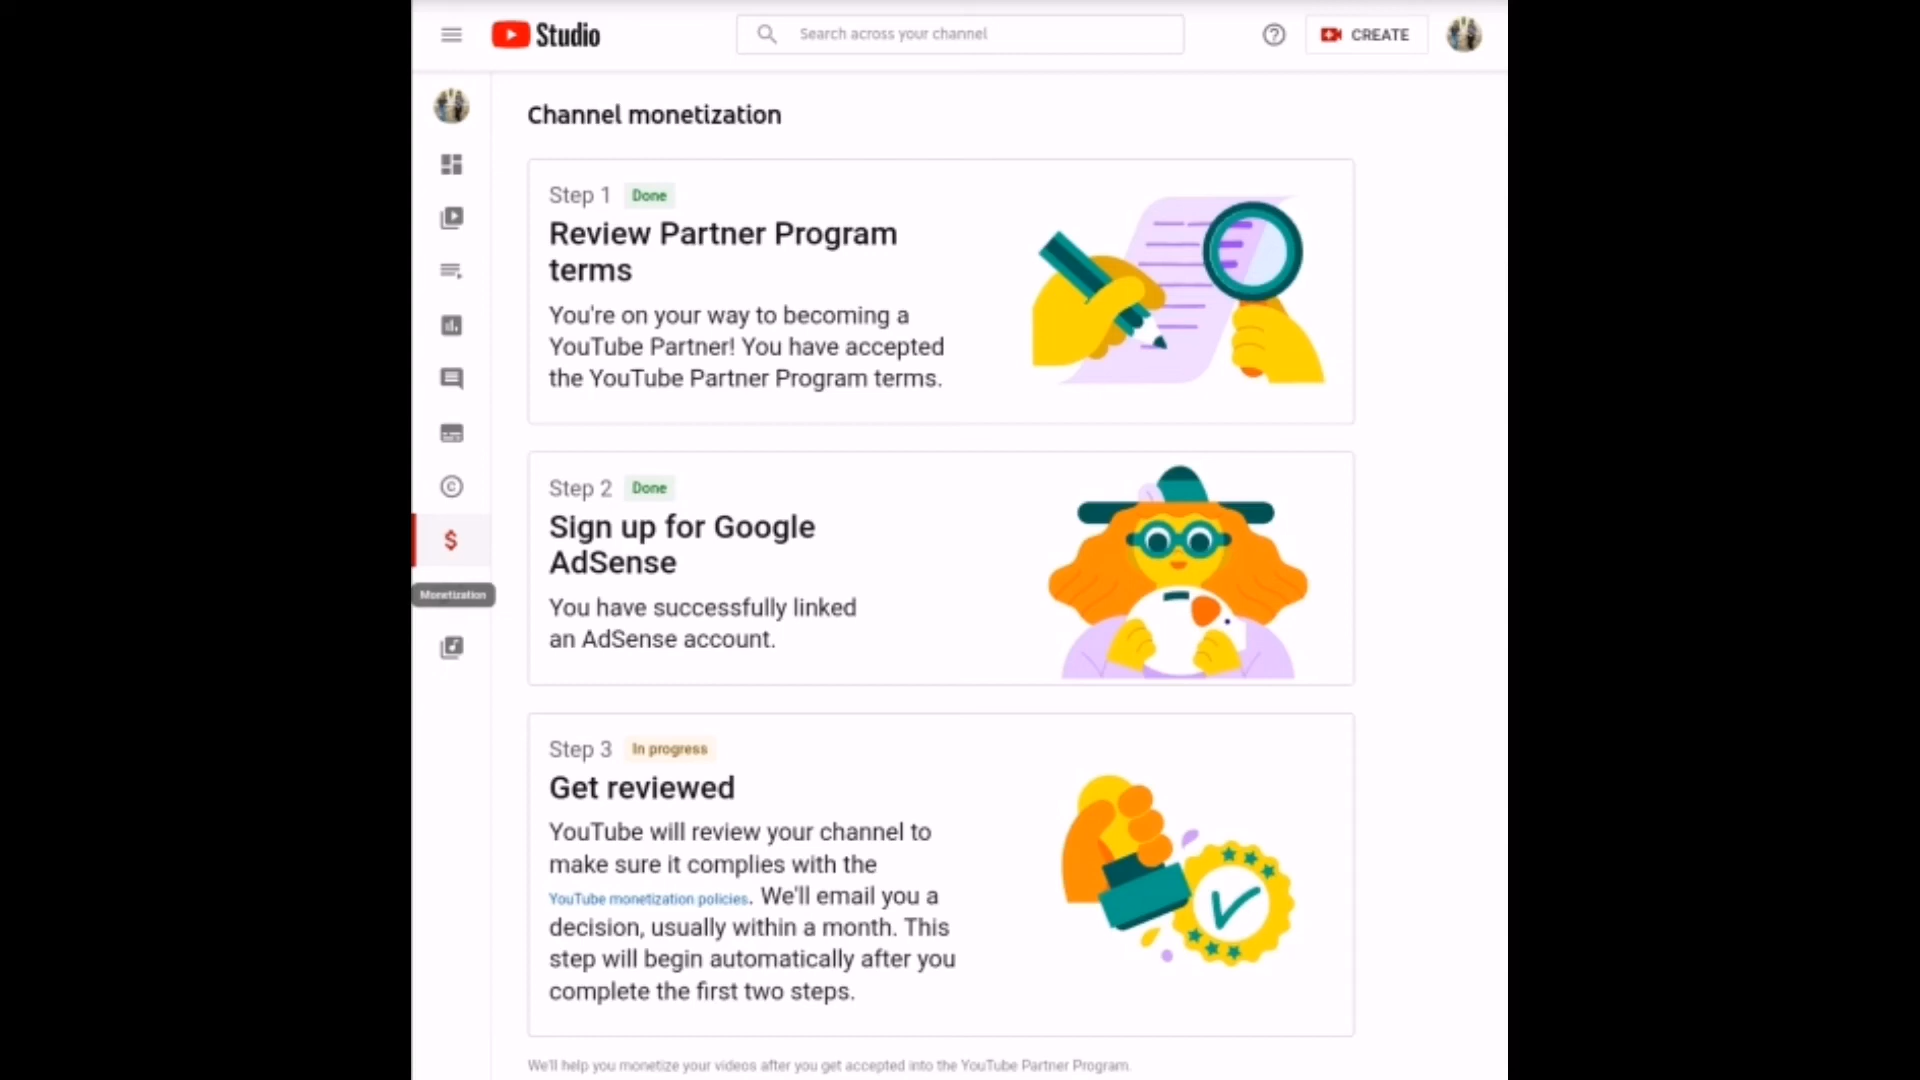 Studio
Search across your channel
CREATE
Channel monetization
Step 1 Done
Review Partner Program
terms
You're on your way to becoming a
YouTube Partner! You have accepted
the YouTube Partner Program terms.
Step 2 Done
Sign up for Google
AdSense
You have successfully linked
an AdSense account.
Monetization
Step 3 In progress
Get reviewed
YouTube will review your channel to
make sure it complies with the
YouTube monetization policies. We'll email you a
decision, usually within a month. This
step will begin automatically after you
complete the first two steps.
We'll help you monetize your videos after you get accepted into the YouTube Partner Program.